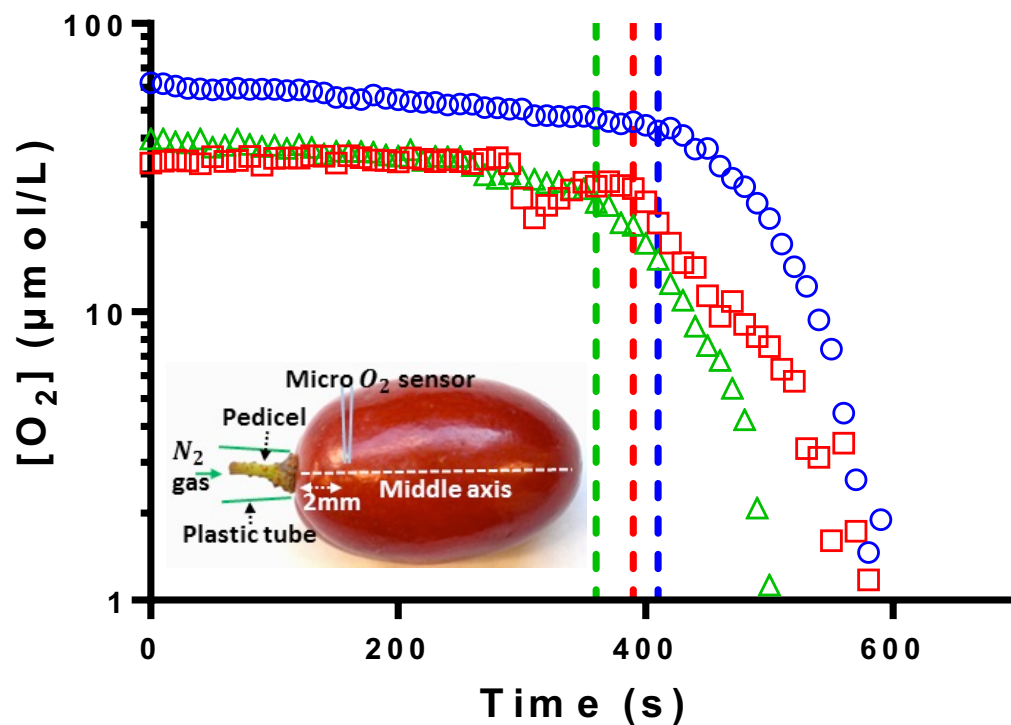 100
10
1
[O₂] (µmol/L)
Micro O₂ sensor
Pedicel
N₂
gas
2mm
Middle axis
Plastic tube
0
200
400
600
Time (s)